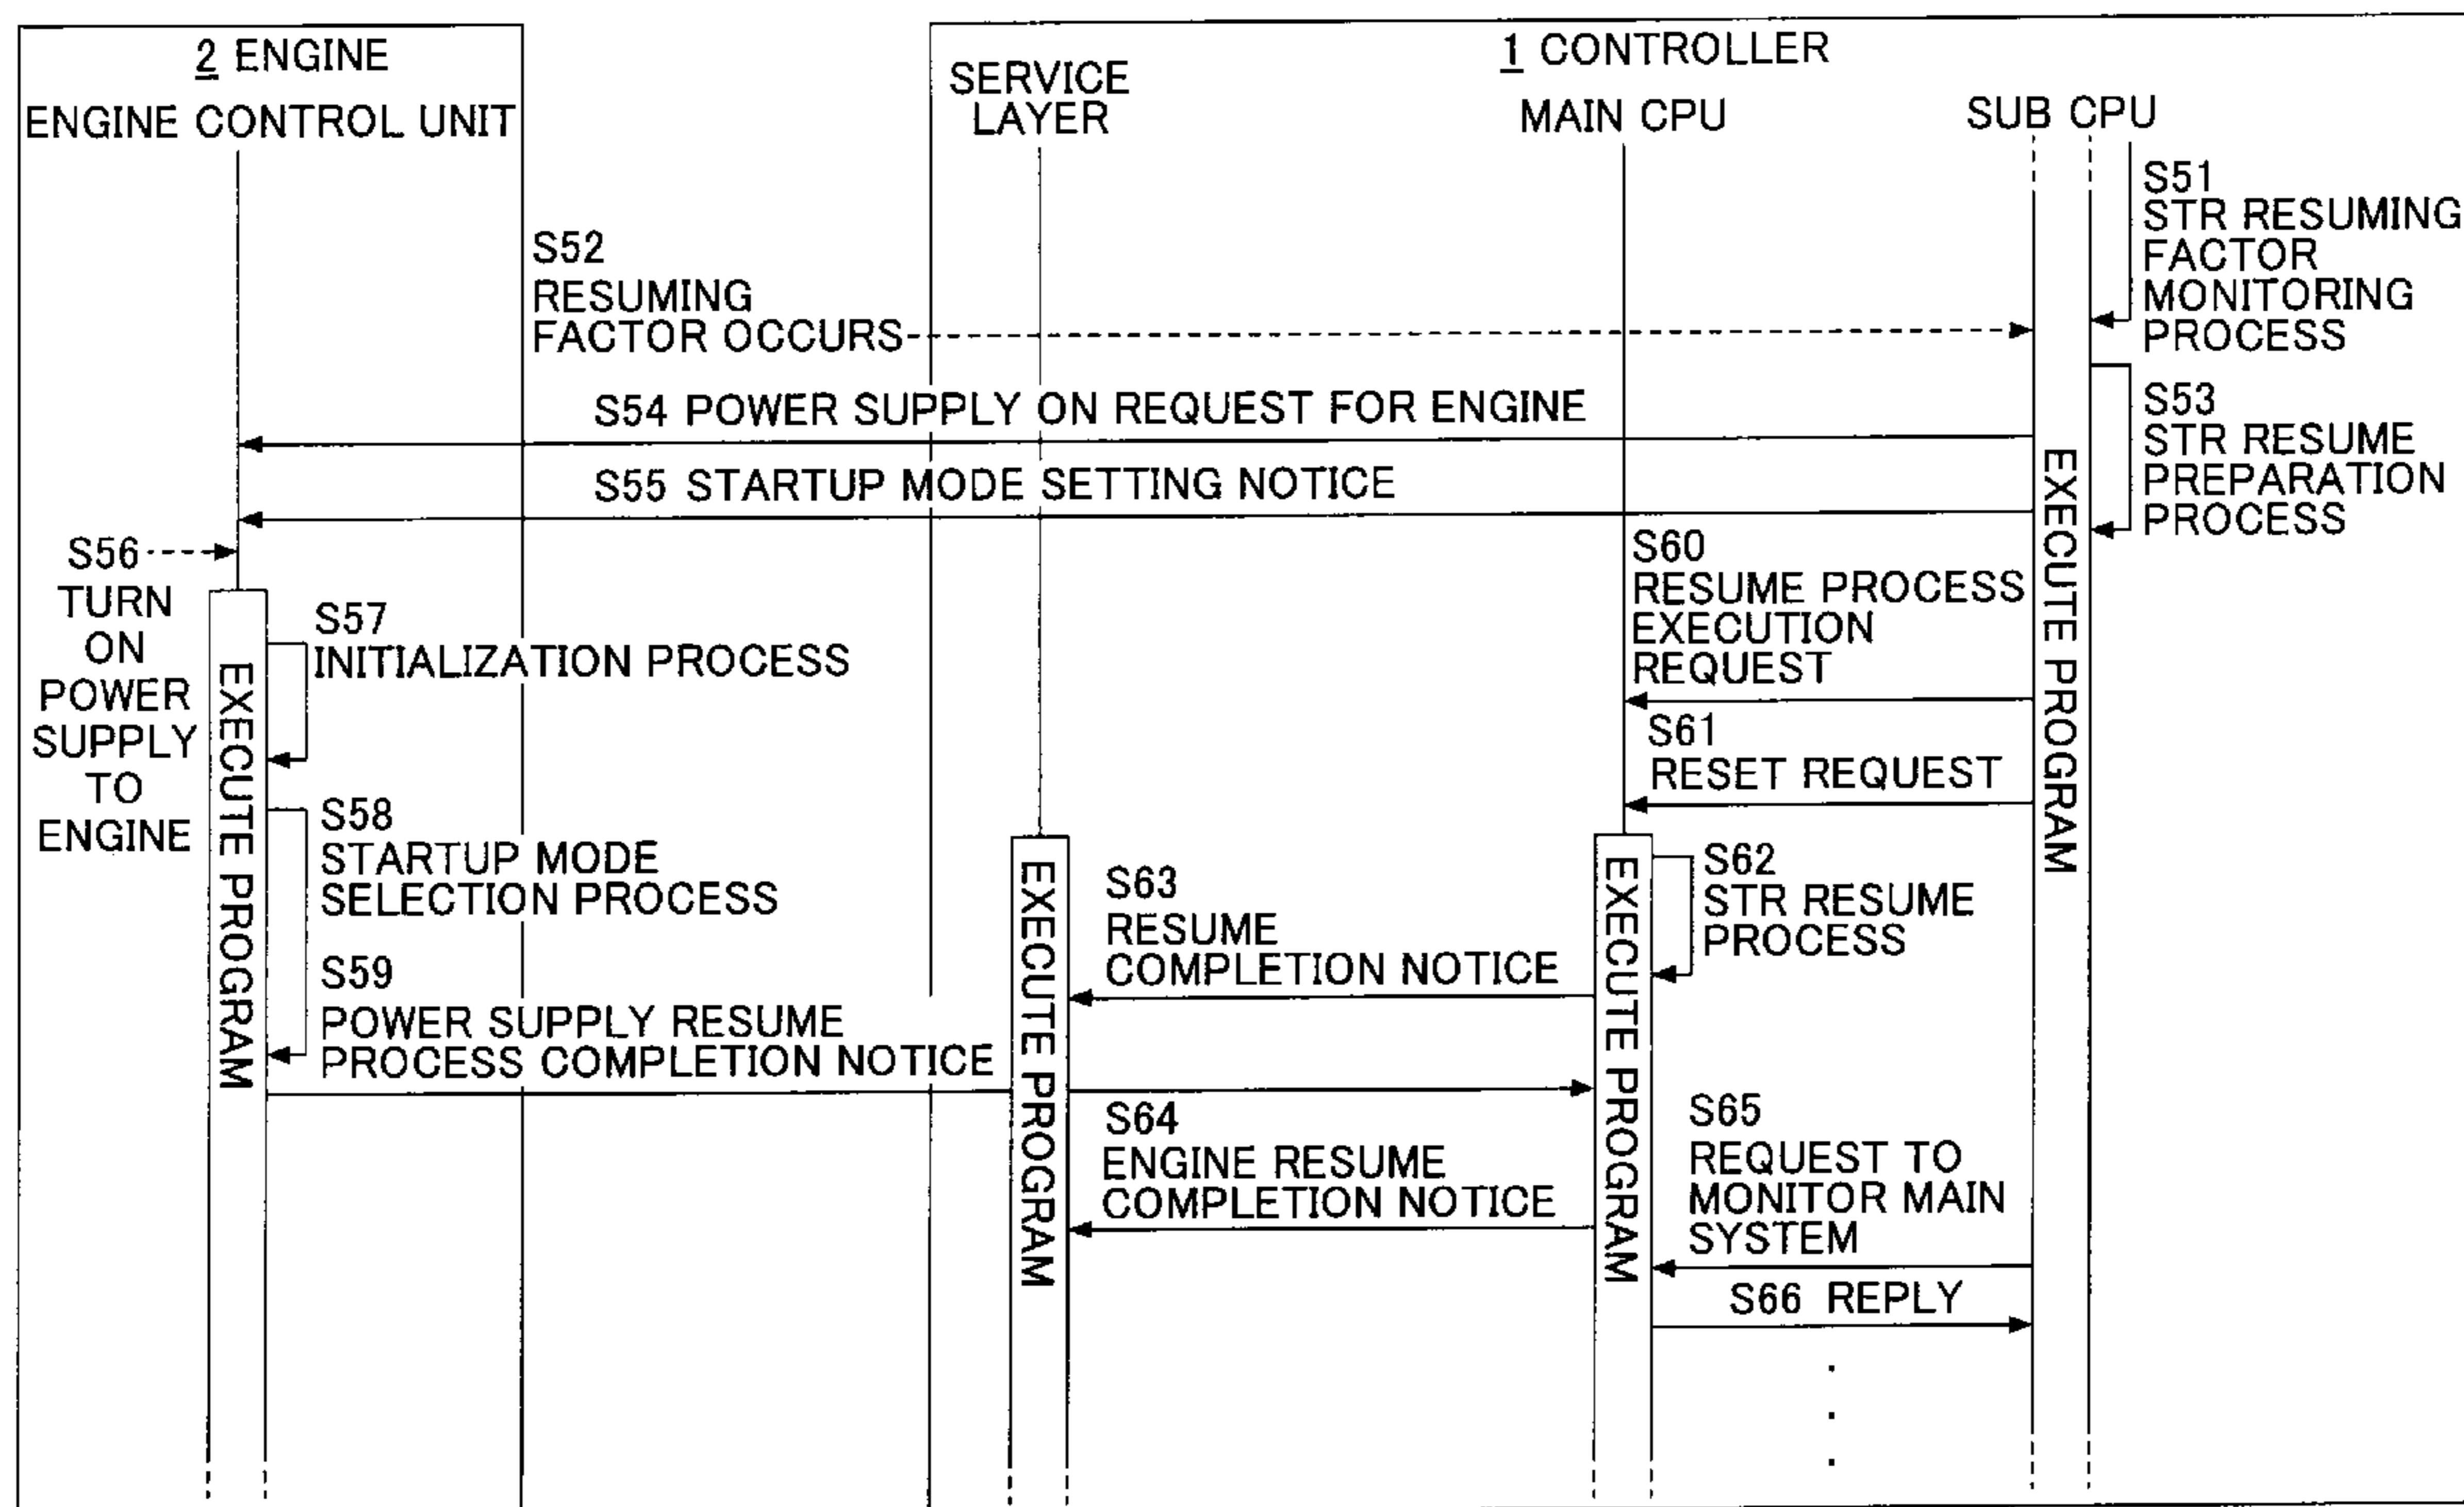 2 ENGINE
ENGINE CONTROL UNIT
1 CONTROLLER
SERVICE
LAYER
MAIN CPU
SUB CPU
S51
STR RESUMING
FACTOR
MONITORING
PROCESS
S52
RESUMING
FACTOR OCCURS
S53
STR RESUME
PREPARATION
PROCESS
S54 POWER SUPPLY ON REQUEST FOR ENGINE
S55 STARTUP MODE SETTING NOTICE
S56
TURN
ON
POWER
SUPPLY
TO
ENGINE
EXECUTE PROGRAM
S57
INITIALIZATION PROCESS
S58
STARTUP MODE
SELECTION PROCESS
S59
POWER SUPPLY RESUME
PROCESS COMPLETION NOTICE
S60
RESUME PROCESS
EXECUTION
REQUEST
S61
RESET REQUEST
EXECUTE PROGRAM
EXECUTE PROGRAM
EXECUTE PROGRAM
S62
STR RESUME
PROCESS
S63
RESUME
COMPLETION NOTICE
S64
ENGINE RESUME
COMPLETION NOTICE
S65
REQUEST TO
MONITOR MAIN
SYSTEM
S66 REPLY